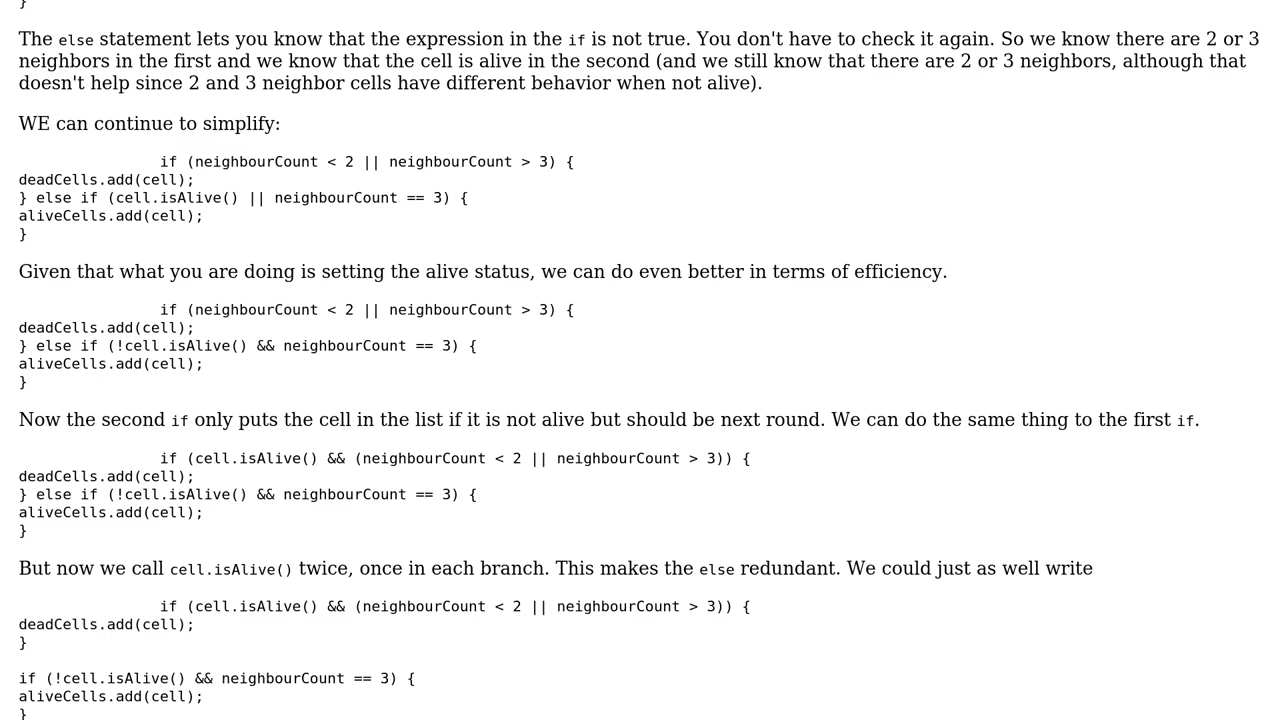 }
The else statement lets you know that the expression in the if is not true. You don't have to check it again. So we know there are 2 or 3
neighbors in the first and we know that the cell is alive in the second (and we still know that there are 2 or 3 neighbors, although that
doesn't help since 2 and 3 neighbor cells have different behavior when not alive).
WE can continue to simplify:
if (neighbourCount < 2 || neighbourCount > 3) {
deadCells.add(cell);
} else if (cell.isAlive() || neighbourCount == 3) {
aliveCells.add(cell);
}
Given that what you are doing is setting the alive status, we can do even better in terms of efficiency.
if (neighbourCount < 2 || neighbourCount > 3) {
deadCells.add(cell);
} else if (!cell.isAlive() && neighbourCount == 3) {
aliveCells.add(cell);
}
Now the second if only puts the cell in the list if it is not alive but should be next round. We can do the same thing to the first if.
if (cell.isAlive() && (neighbourCount < 2 || neighbourCount > 3)) {
deadCells.add(cell);
} else if (!cell.isAlive() && neighbourCount == 3) {
aliveCells.add(cell);
}
But now we call cell.isAlive() twice, once in each branch. This makes the else redundant. We could just as well write
if (cell.isAlive() && (neighbourCount < 2 || neighbourCount > 3)) {
deadCells.add(cell);
}
if (!cell.isAlive() && neighbourCount == 3) {
aliveCells.add(cell);
}